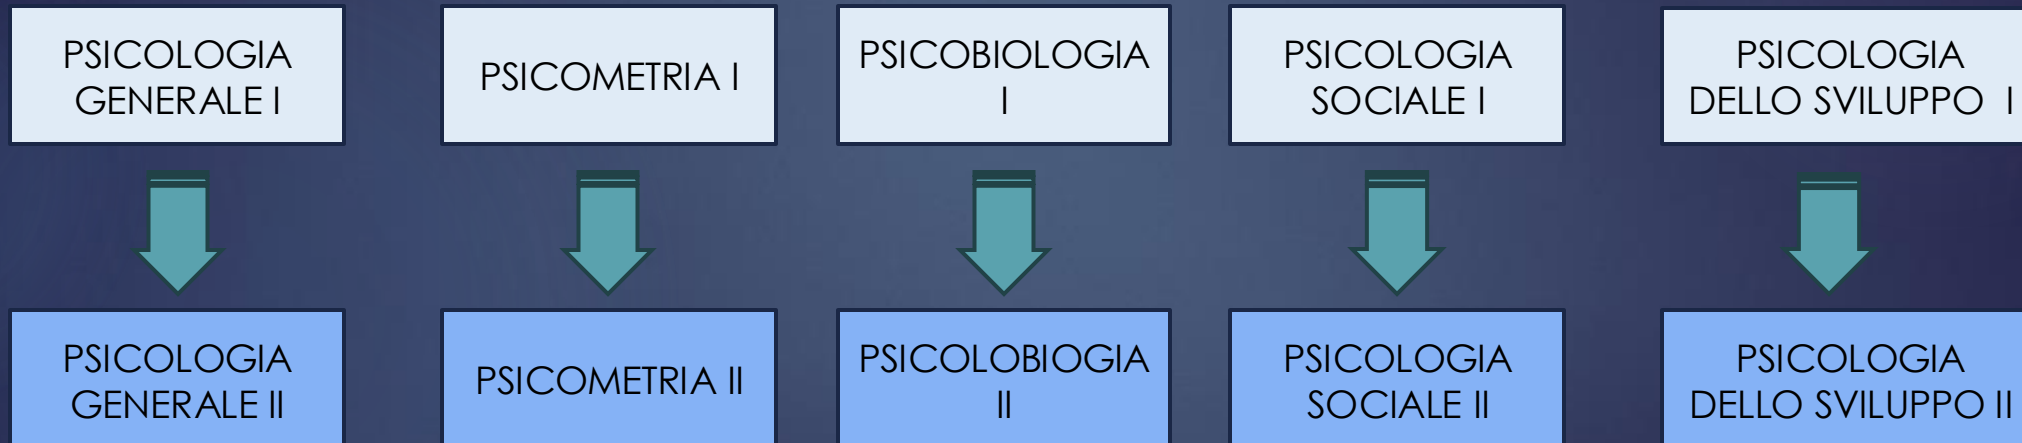 PSICOLOGIA
GENERALE I
PSICOMETRIA I
PSICOBIOLOGIA
I
PSICOLOGIA
SOCIALE I
PSICOLOGIA
DELLO SVILUPPO I
PSICOLOGIA
GENERALE II
PSICOMETRIA II
PSICOLOBIOGIA
II
PSICOLOGIA
SOCIALE II
PSICOLOGIA
DELLO SVILUPPO II